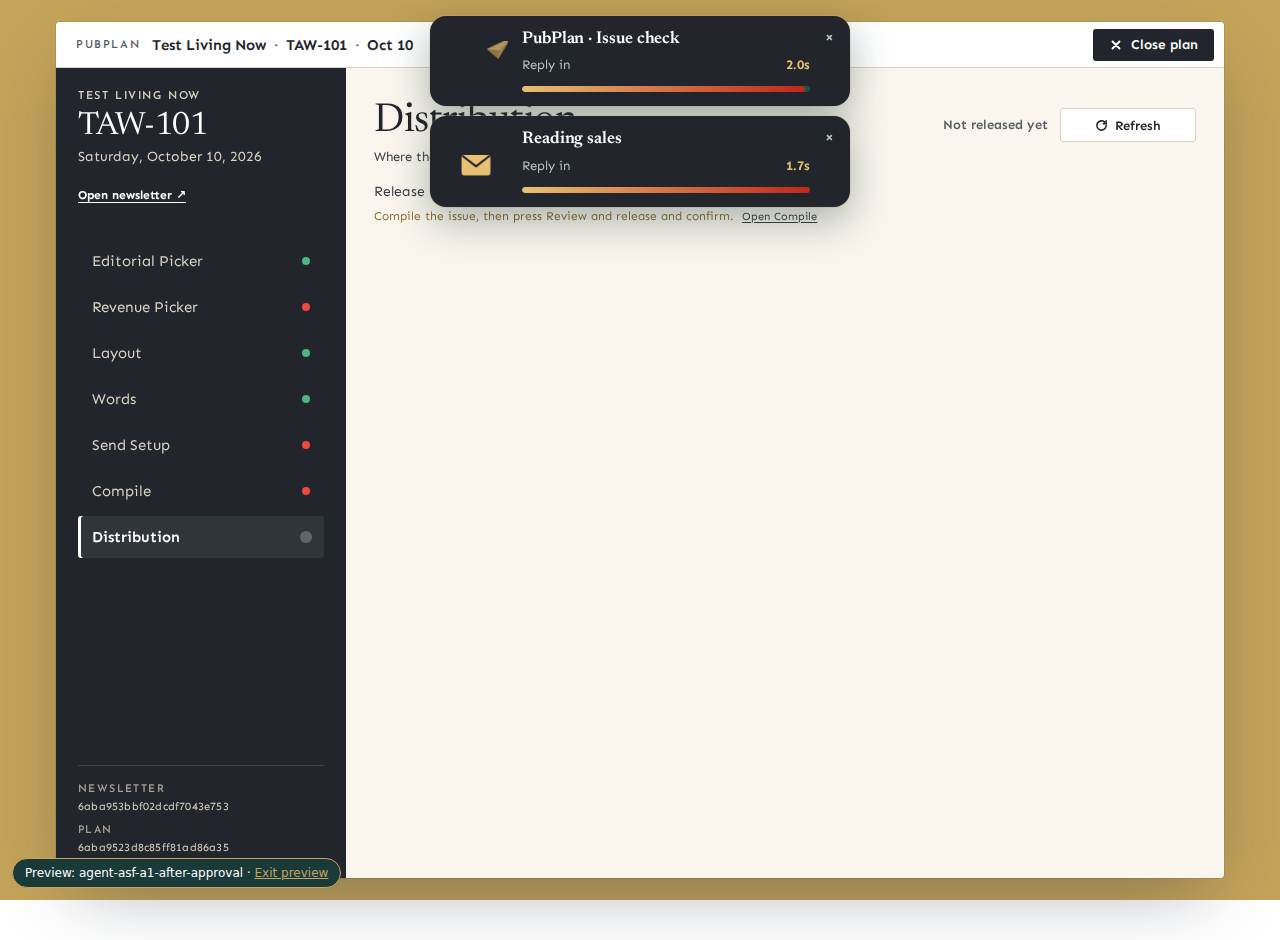 PUBPLAN Test Living Now · TAW-101 · Oct 10
PubPlan · Issue check ×
Reply in 2.0s
Close plan
Reading sales ×
Reply in 1.7s
TEST LIVING NOW
TAW-101
Saturday, October 10, 2026
Open newsletter ↗
Editorial Picker
Revenue Picker
Layout
Words
Send Setup
Compile
Distribution
NEWSLETTER
6aba953bbf02dcdf7043e753
PLAN
6aba9523d8c85ff81ad86a35
Distribution
Not released yet
Refresh
Where
Release
Compile the issue, then press Review and release and confirm. Open Compile
Preview: agent-asf-a1-after-approval · Exit preview